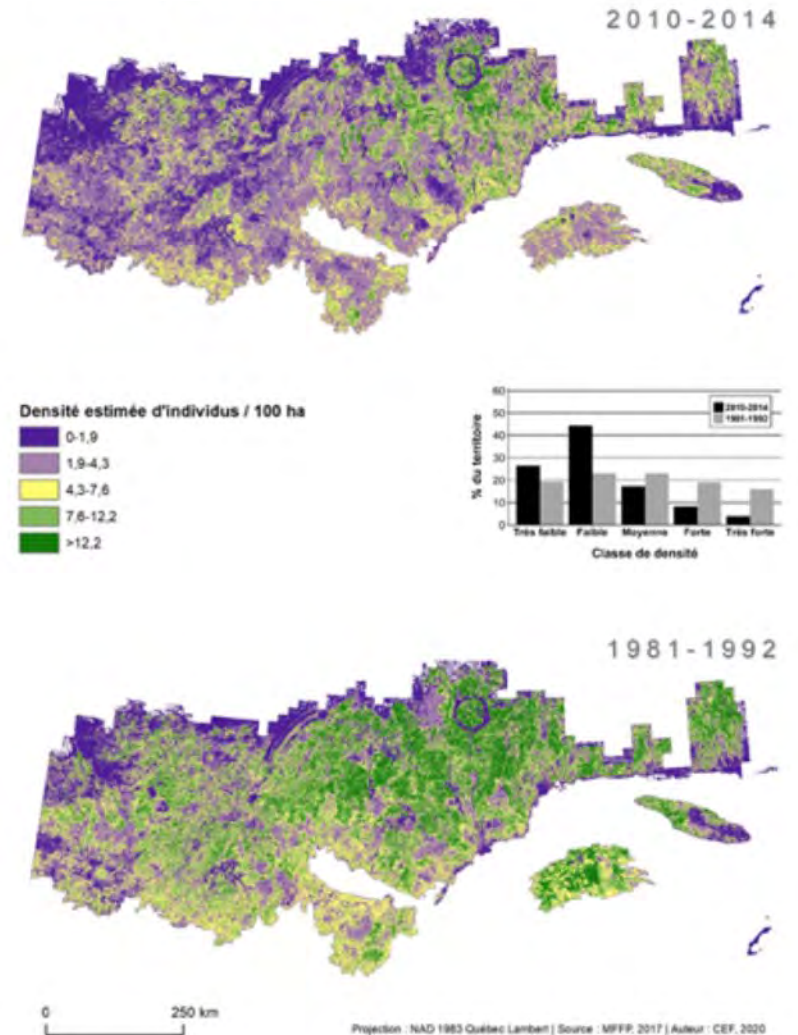 2010-2014
Densité estimée d'individus / 100 ha
0-1,9
1,9-4,3
4,3-7,6
7,6-12,2
>12,2
% du territoire
60
50
40
30
20
10
0
2010-2014
1981-1992
Très faible Faible Moyenne Forte Très forte
Classe de densité
1981-1992
0 250 km
Projection : NAD 1983 Québec Lambert | Source : MFFP, 2017 | Auteur : CEF, 2020